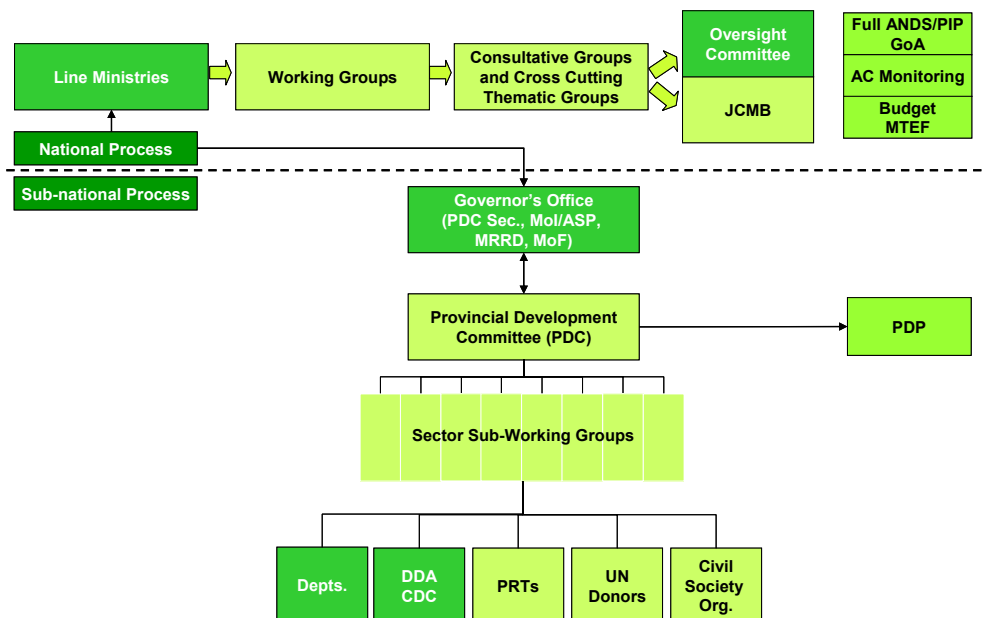 Line Ministries
Working Groups
Consultative Groups
and Cross Cutting
Thematic Groups
Oversight
Committee
JCMB
Full ANDS/PIP
GoA
AC Monitoring
Budget
MTEF
National Process
Sub-national Process
Governor's Office
(PDC Sec., MoI/ASP,
MRRD, MoF)
Provincial Development
Committee (PDC)
PDP
Sector Sub-Working Groups
Depts.
DDA
CDC
PRTs
UN
Donors
Civil
Society
Org.